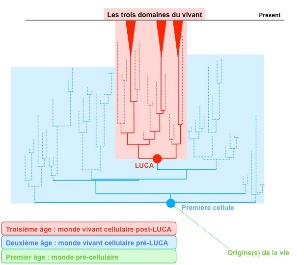 Les trois domaines du vivant
Présent
LUCA
Première cellule
Troisième âge : monde vivant cellulaire post-LUCA
Deuxième âge : monde vivant cellulaire pré-LUCA
Premier âge : monde pré-cellulaire
Origine(s) de la vie